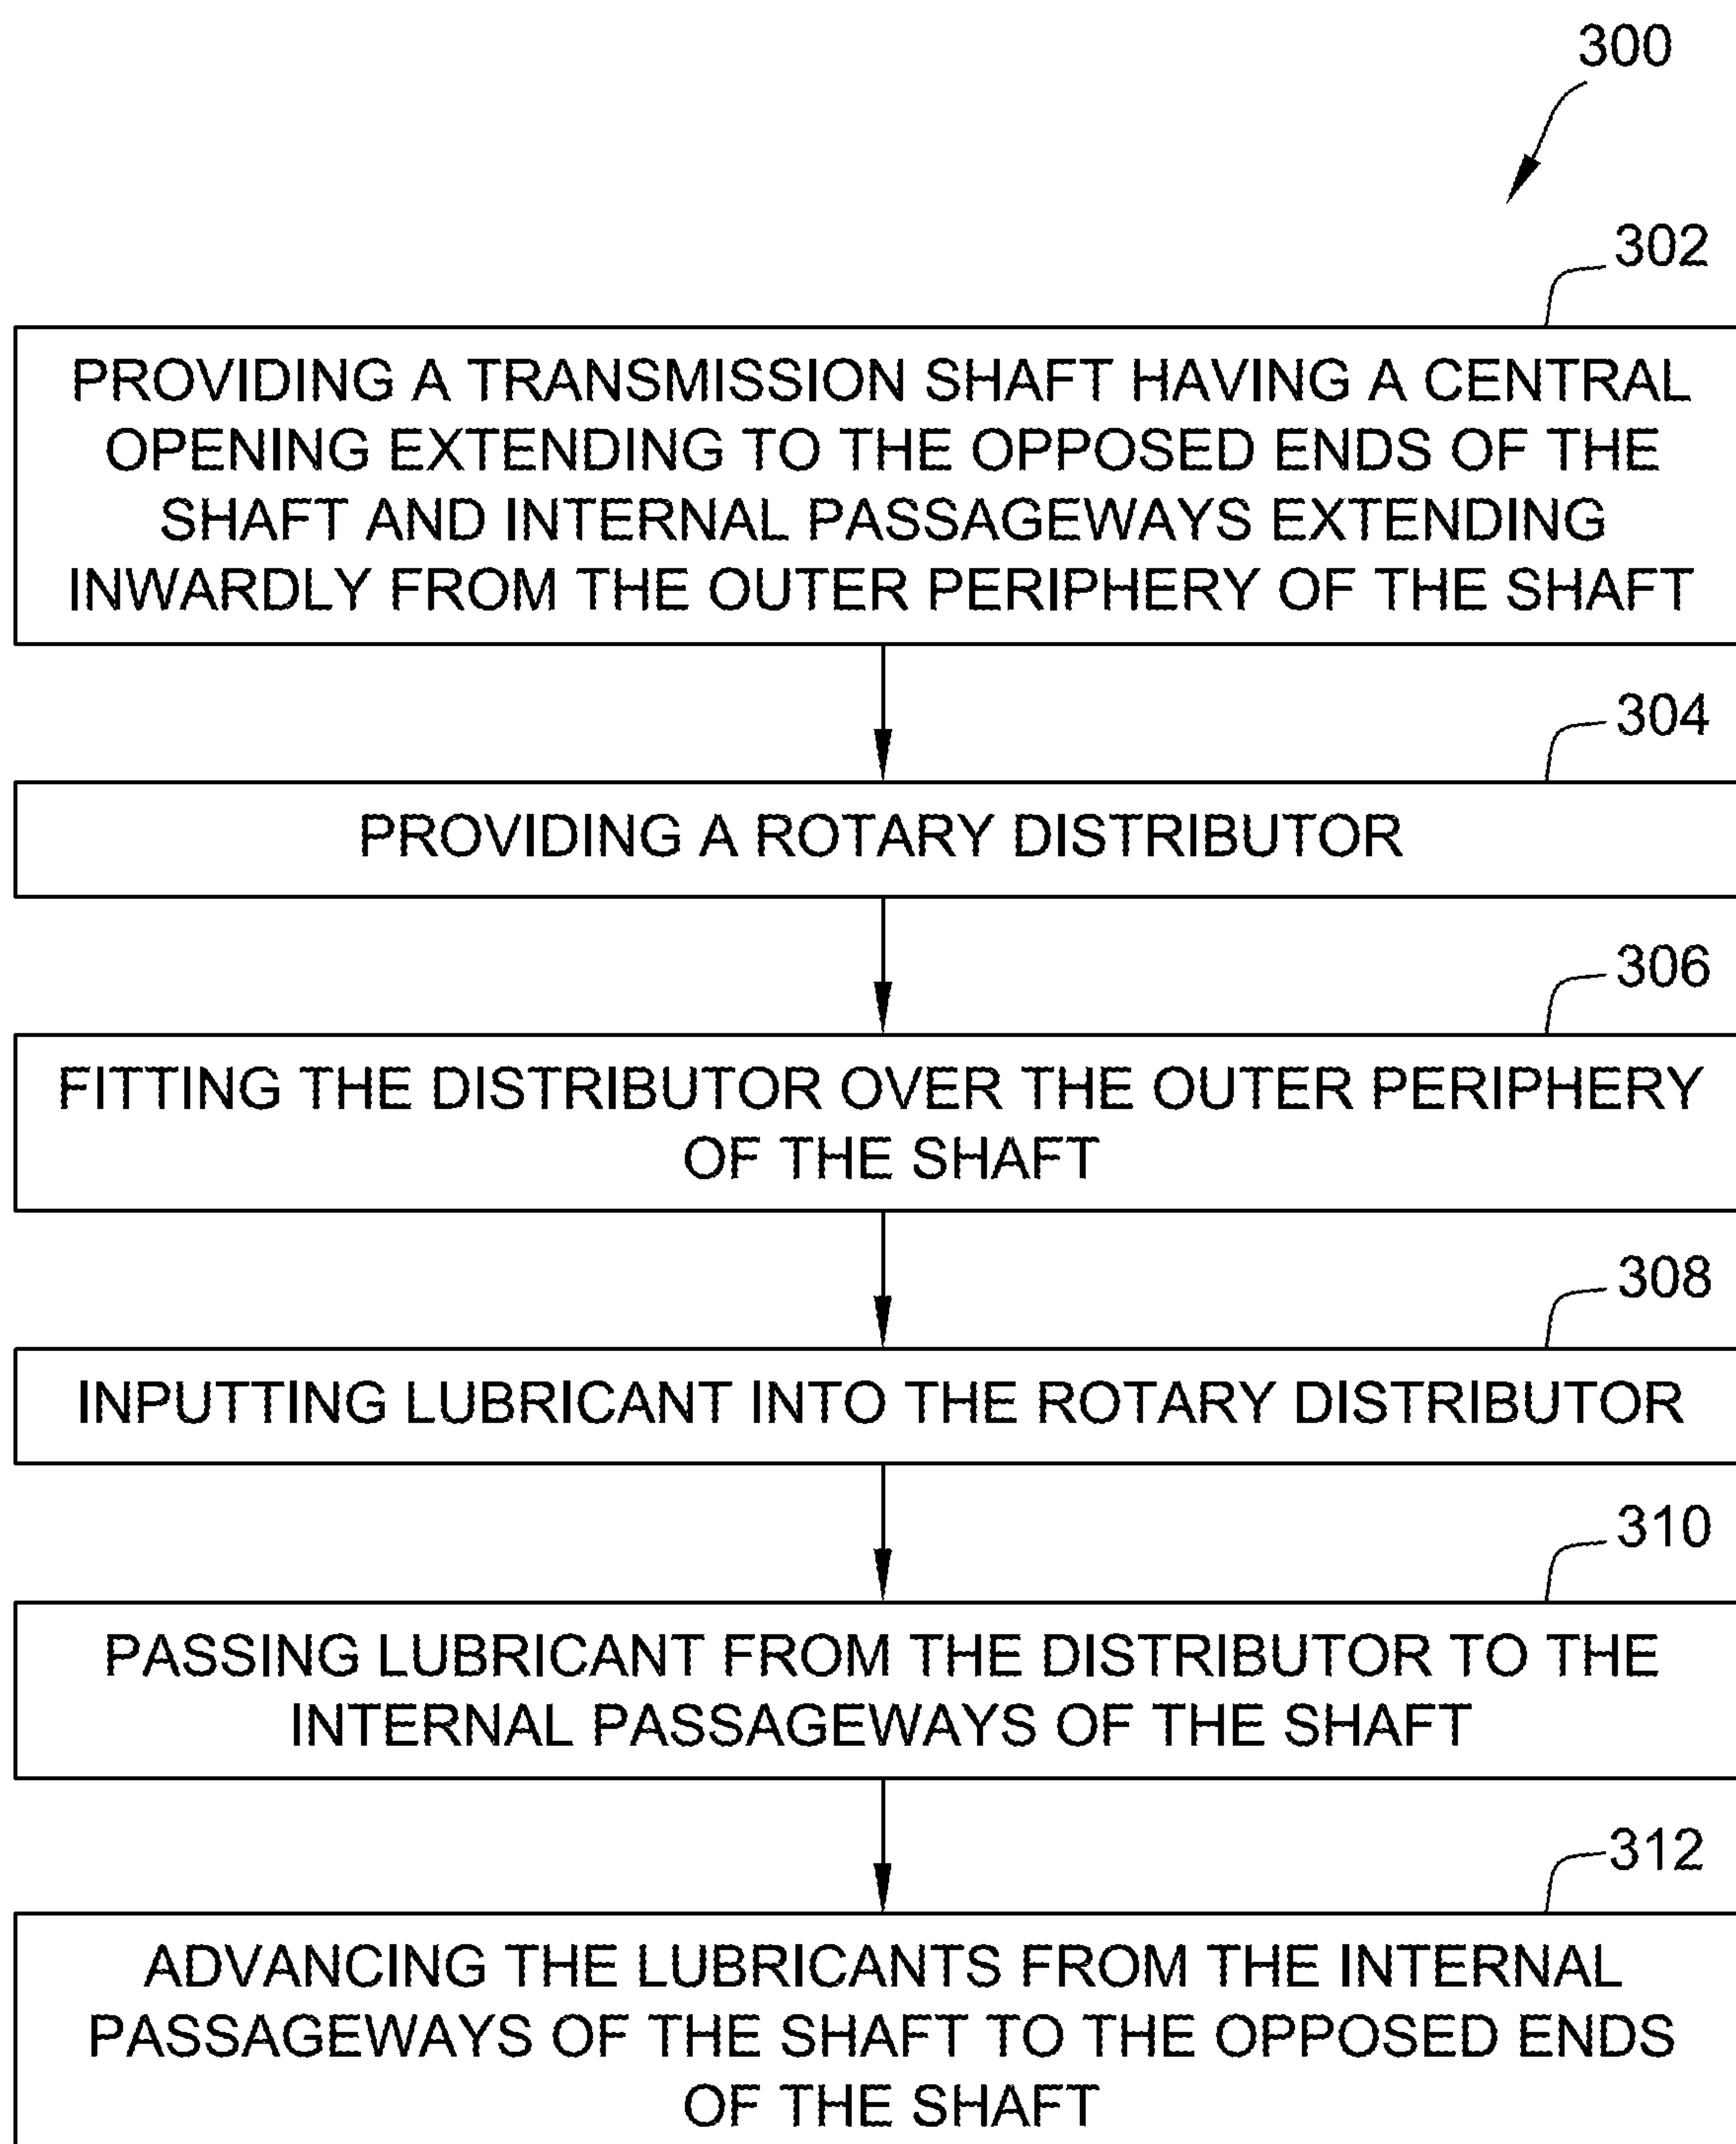 300
302
PROVIDING A TRANSMISSION SHAFT HAVING A CENTRAL
OPENING EXTENDING TO THE OPPOSED ENDS OF THE
SHAFT AND INTERNAL PASSAGEWAYS EXTENDING
INWARDLY FROM THE OUTER PERIPHERY OF THE SHAFT
304
PROVIDING A ROTARY DISTRIBUTOR
306
FITTING THE DISTRIBUTOR OVER THE OUTER PERIPHERY
OF THE SHAFT
308
INPUTTING LUBRICANT INTO THE ROTARY DISTRIBUTOR
310
PASSING LUBRICANT FROM THE DISTRIBUTOR TO THE
INTERNAL PASSAGEWAYS OF THE SHAFT
312
ADVANCING THE LUBRICANTS FROM THE INTERNAL
PASSAGEWAYS OF THE SHAFT TO THE OPPOSED ENDS
OF THE SHAFT